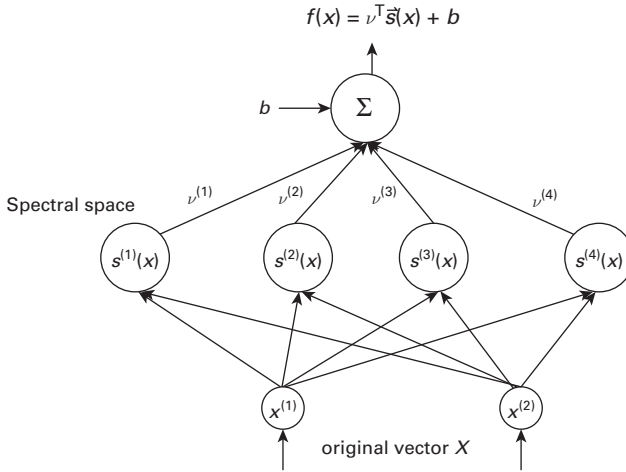 f(x) = ν^T s⃗(x) + b
b
Σ
ν^(1)
ν^(2)
ν^(3)
ν^(4)
Spectral space
s^(1)(x)
s^(2)(x)
s^(3)(x)
s^(4)(x)
x^(1)
x^(2)
original vector X